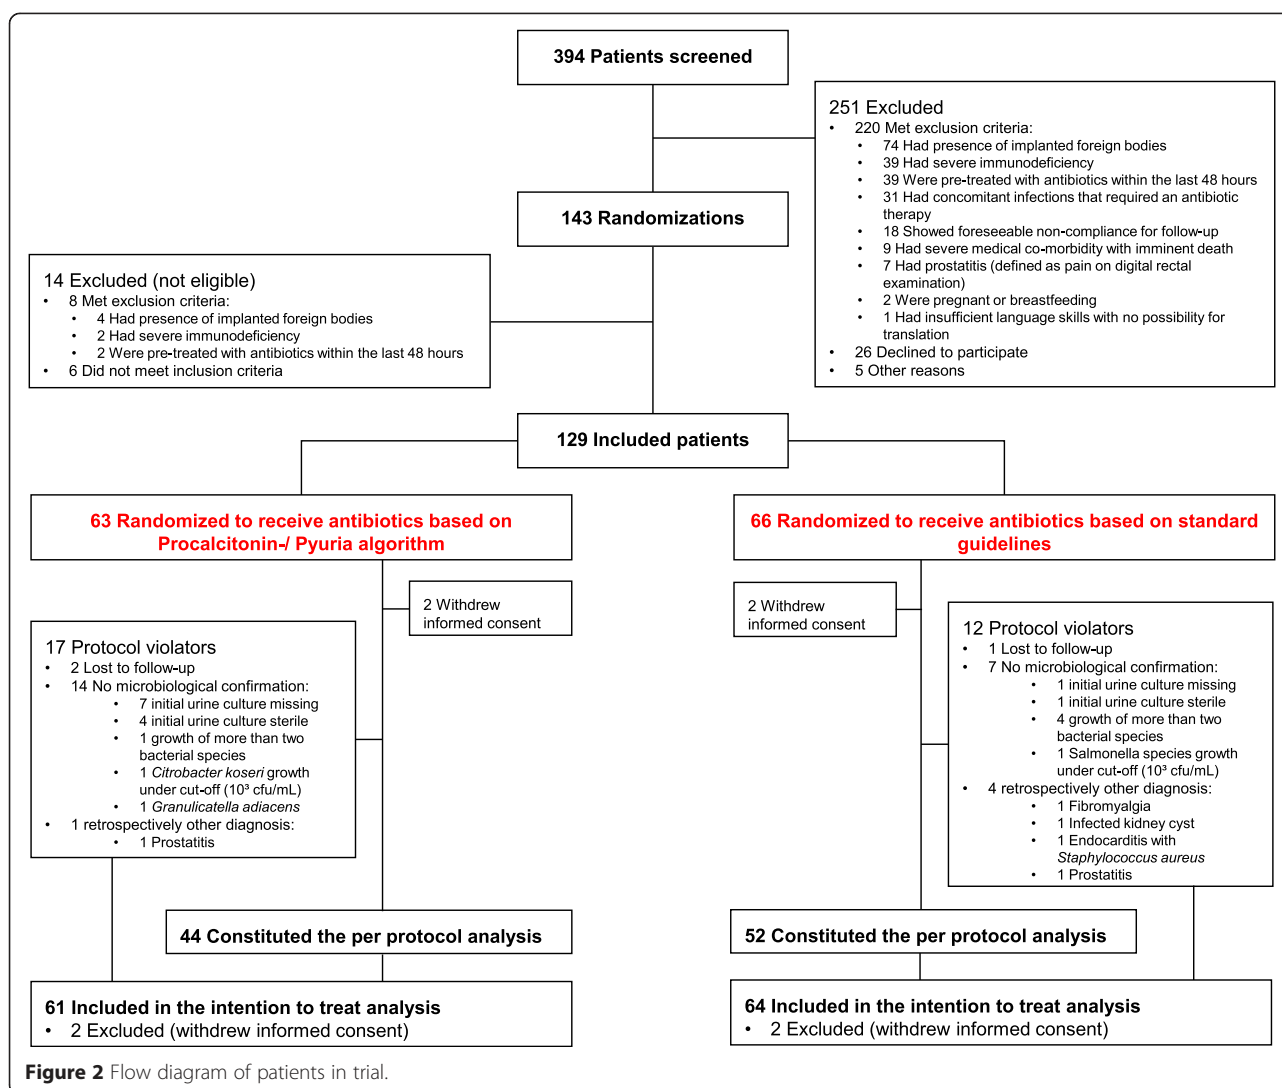 394 Patients screened
251 Excluded
• 220 Met exclusion criteria:
• 74 Had presence of implanted foreign bodies
• 39 Had severe immunodeficiency
• 39 Were pre-treated with antibiotics within the last 48 hours
• 31 Had concomitant infections that required an antibiotic
therapy
• 18 Showed foreseeable non-compliance for follow-up
• 9 Had severe medical co-morbidity with imminent death
• 7 Had prostatitis (defined as pain on digital rectal
examination)
• 2 Were pregnant or breastfeeding
• 1 Had insufficient language skills with no possibility for
translation
• 26 Declined to participate
• 5 Other reasons
143 Randomizations
14 Excluded (not eligible)
• 8 Met exclusion criteria:
• 4 Had presence of implanted foreign bodies
• 2 Had severe immunodeficiency
• 2 Were pre-treated with antibiotics within the last 48 hours
• 6 Did not meet inclusion criteria
129 Included patients
63 Randomized to receive antibiotics based on
Procalcitonin-/ Pyuria algorithm
2 Withdrew
informed consent
17 Protocol violators
• 2 Lost to follow-up
• 14 No microbiological confirmation:
• 7 initial urine culture missing
• 4 initial urine culture sterile
• 1 growth of more than two
bacterial species
• 1 Citrobacter koseri growth
under cut-off (10³ cfu/mL)
• 1 Granulicatella adiacens
• 1 retrospectively other diagnosis:
• 1 Prostatitis
44 Constituted the per protocol analysis
61 Included in the intention to treat analysis
• 2 Excluded (withdrew informed consent)
66 Randomized to receive antibiotics based on standard
guidelines
2 Withdrew
informed consent
12 Protocol violators
• 1 Lost to follow-up
• 7 No microbiological confirmation:
• 1 initial urine culture missing
• 1 initial urine culture sterile
• 4 growth of more than two
bacterial species
• 1 Salmonella species growth
under cut-off (10³ cfu/mL)
• 4 retrospectively other diagnosis:
• 1 Fibromyalgia
• 1 Infected kidney cyst
• 1 Endocarditis with
Staphylococcus aureus
• 1 Prostatitis
52 Constituted the per protocol analysis
64 Included in the intention to treat analysis
• 2 Excluded (withdrew informed consent)
Figure 2 Flow diagram of patients in trial.